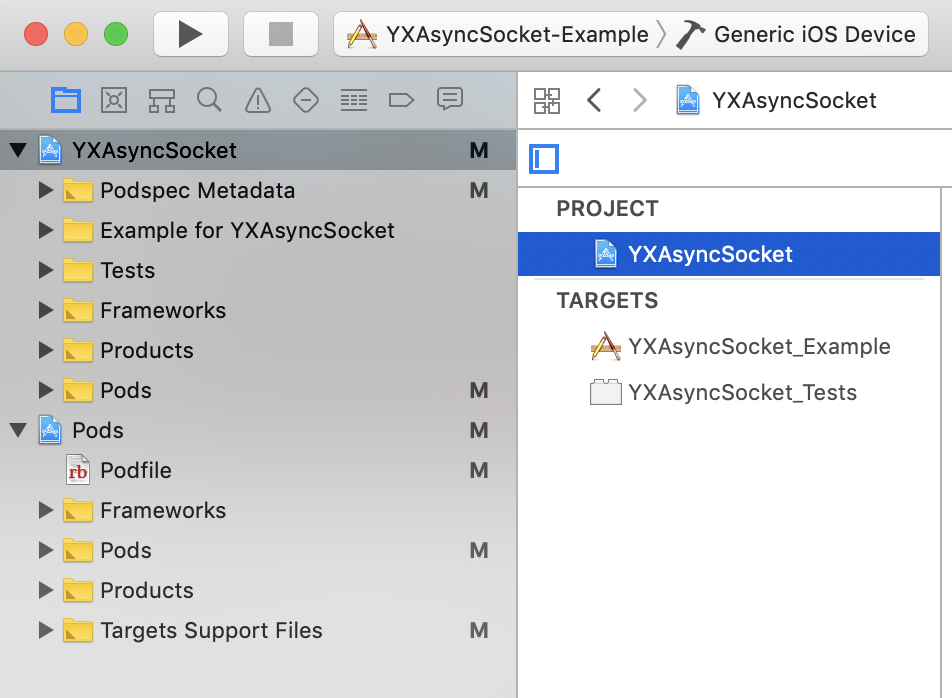 YXAsyncSocket-Example
Generic iOS Device
YXAsyncSocket
YXAsyncSocket M
Podspec Metadata M
Example for YXAsyncSocket
Tests
Frameworks
Products
Pods M
Pods M
rb Podfile M
Frameworks
Pods M
Products
Targets Support Files M
PROJECT
YXAsyncSocket
TARGETS
YXAsyncSocket_Example
YXAsyncSocket_Tests